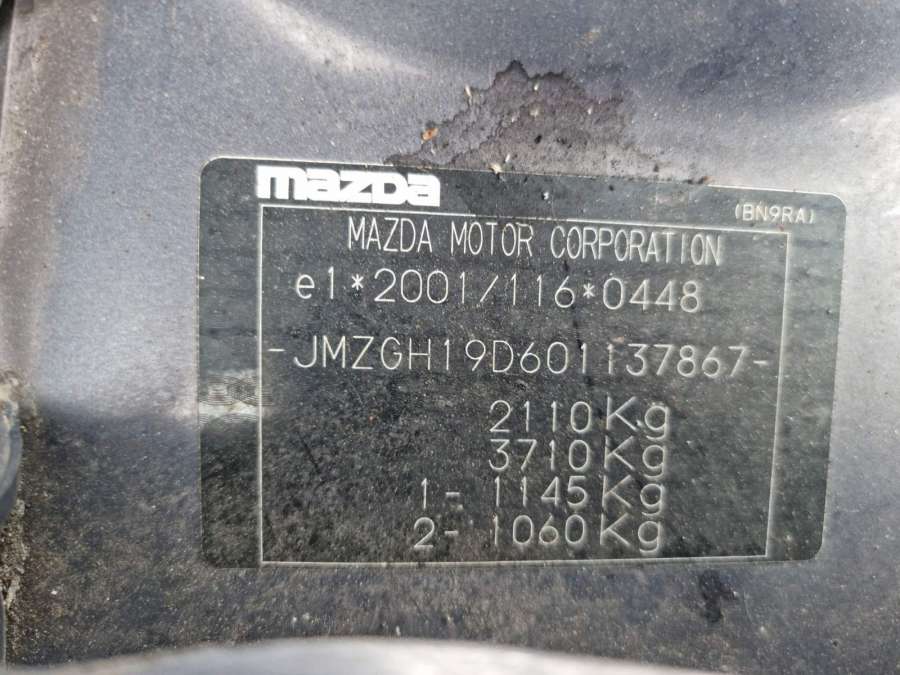 mazda
(BN9RA)
MAZDA MOTOR CORPORATION
e1*2001/116*0448
-JMZGH19D601137867-
2110Kg
3710Kg
1- 1145Kg
2- 1060Kg